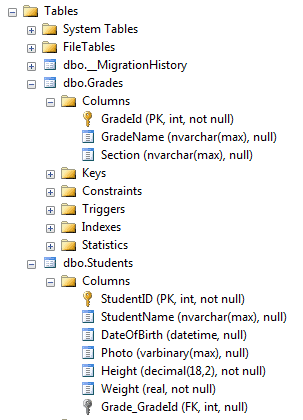 Tables
System Tables
FileTables
dbo.__MigrationHistory
dbo.Grades
Columns
GradeId (PK, int, not null)
GradeName (nvarchar(max), null)
Section (nvarchar(max), null)
Keys
Constraints
Triggers
Indexes
Statistics
dbo.Students
Columns
StudentID (PK, int, not null)
StudentName (nvarchar(max), null)
DateOfBirth (datetime, null)
Photo (varbinary(max), null)
Height (decimal(18,2), not null)
Weight (real, not null)
Grade_GradeId (FK, int, null)